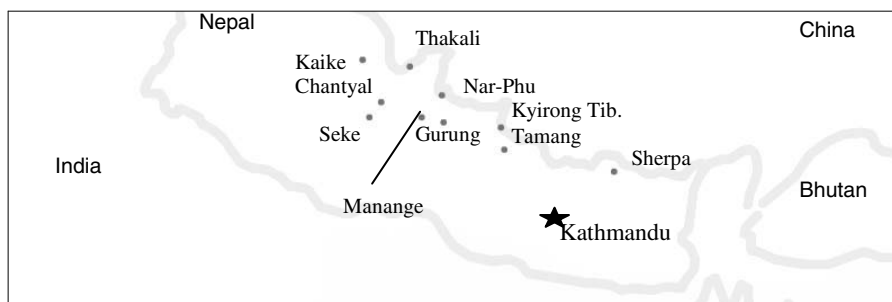 Nepal
China
Thakali
Kaike
Chantyal
Nar-Phu
Kyirong Tib.
Seke
Gurung
Tamang
India
Sherpa
Bhutan
Manange
Kathmandu